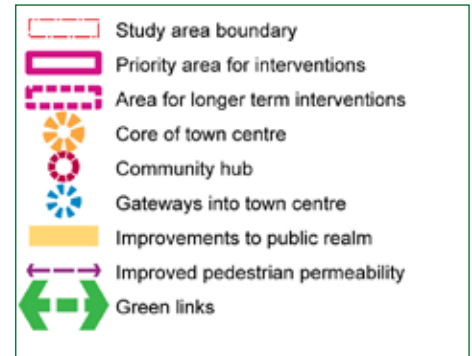 Study area boundary
Priority area for interventions
Area for longer term interventions
Core of town centre
Community hub
Gateways into town centre
Improvements to public realm
Improved pedestrian permeability
Green links